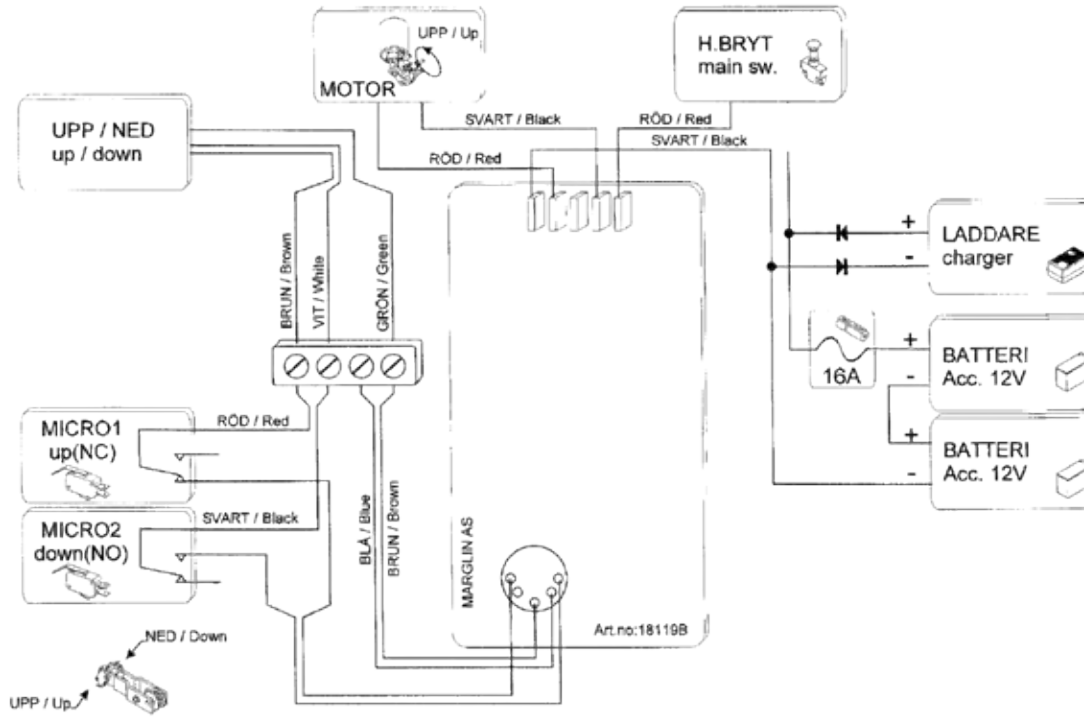 UPP / Up
MOTOR
H.BRYT
main sw.
UPP / NED
up / down
SVART / Black
RÖD / Red
RÖD / Red
SVART / Black
BRUN / Brown
VIT / White
GRÖN / Green
+
-
LADDARE
charger
16A
+
-
BATTERI
Acc. 12V
+
-
BATTERI
Acc. 12V
MICRO1
up(NC)
RÖD / Red
MICRO2
down(NO)
SVART / Black
BLA / Blue
BRUN / Brown
MARGLIN AS
Art.no:18119B
NED / Down
UPP / Up